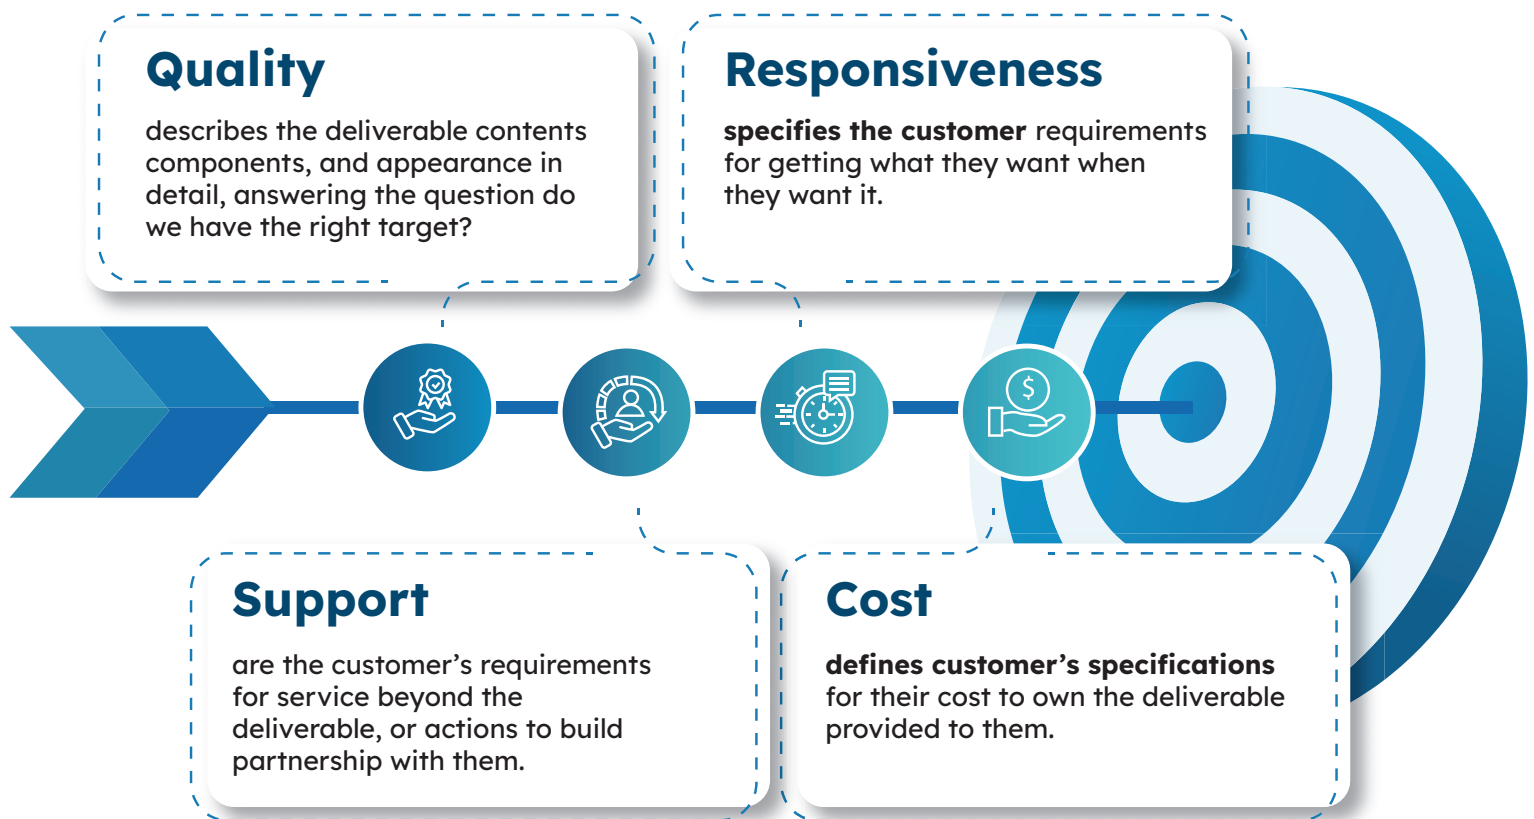 Quality
describes the deliverable contents
components, and appearance in
detail, answering the question do
we have the right target?
Responsiveness
specifies the customer requirements
for getting what they want when
they want it.
$
Support
are the customer’s requirements
for service beyond the
deliverable, or actions to build
partnership with them.
Cost
defines customer’s specifications
for their cost to own the deliverable
provided to them.